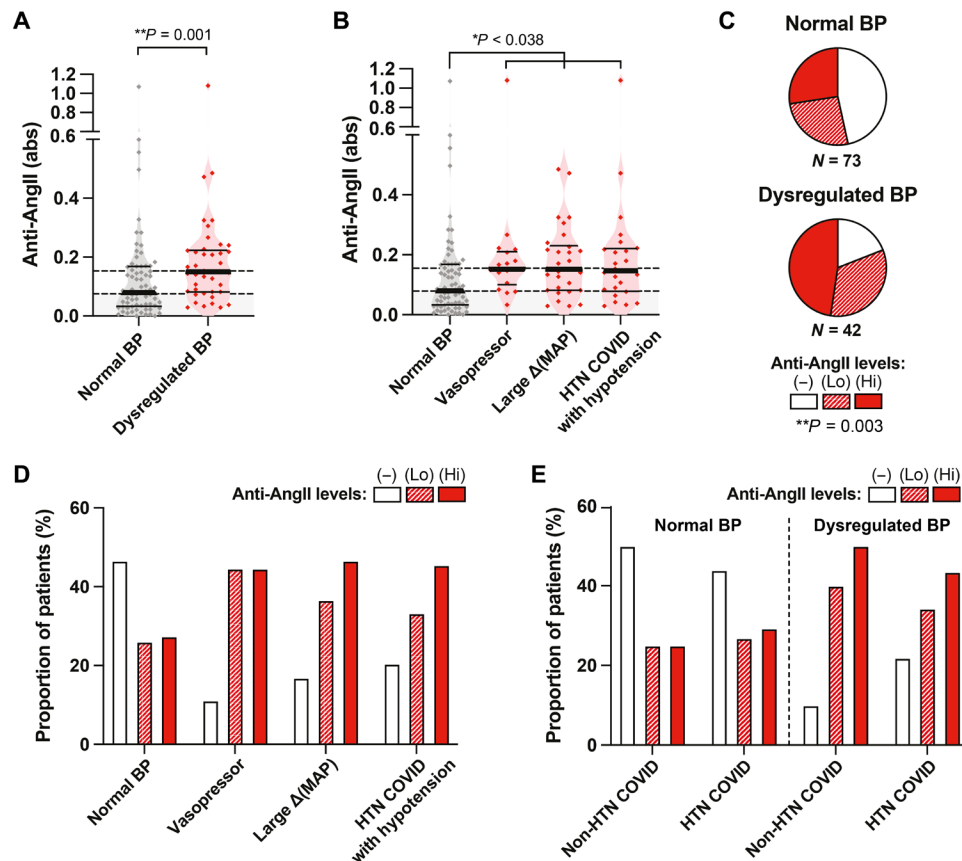 A
**P = 0.001
Anti-AngII (abs)
1.2
1.0
0.8
0.6
0.4
0.2
0.0
Normal BP
Dysregulated BP
B
*P < 0.038
Anti-AngII (abs)
1.2
1.0
0.8
0.6
0.4
0.2
0.0
Normal BP
Vasopressor
Large Δ(MAP)
HTN COVID
with hypotension
C
Normal BP
N = 73
Dysregulated BP
N = 42
Anti-AngII levels:
(–) (Lo) (Hi)
**P = 0.003
D
(–) (Lo) (Hi)
Anti-AngII levels:
Proportion of patients (%)
60
40
20
0
Normal BP
Vasopressor
Large Δ(MAP)
HTN COVID
with hypotension
E
(–) (Lo) (Hi)
Anti-AngII levels:
Proportion of patients (%)
60
40
20
0
Normal BP
Dysregulated BP
Non-HTN COVID
HTN COVID
Non-HTN COVID
HTN COVID